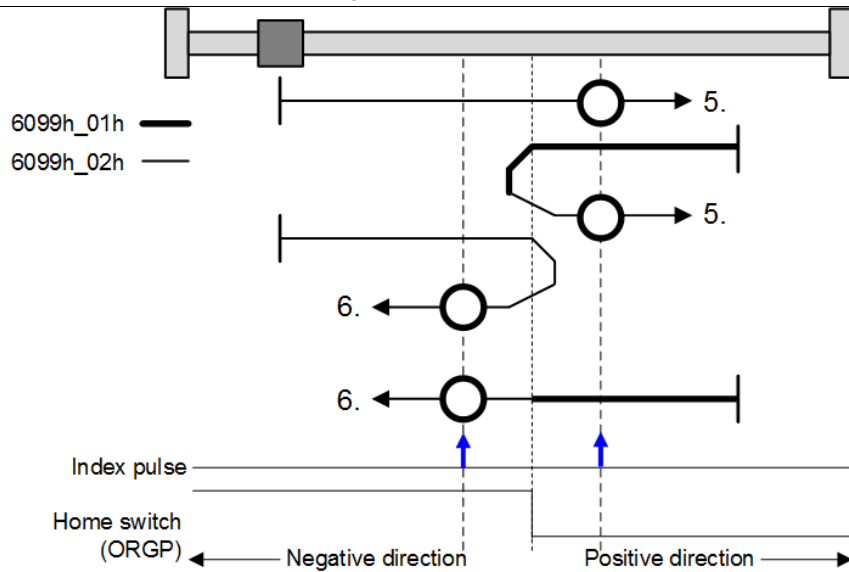 5.
6099h_01h
6099h_02h
5.
6.
6.
Index pulse
Home switch
(ORGP)
Negative direction
Positive direction